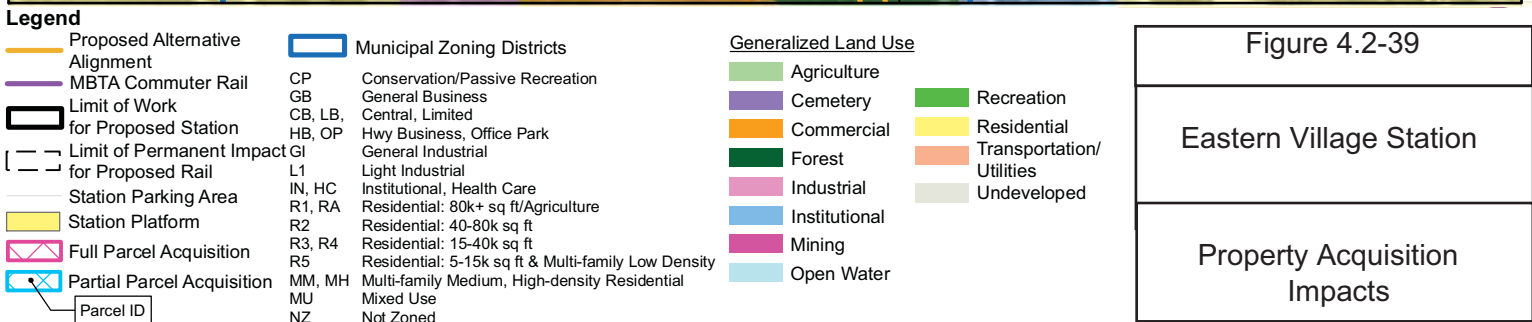 Legend
Proposed Alternative
Alignment
MBTA Commuter Rail
Limit of Work
for Proposed Station
Limit of Permanent Impact
for Proposed Rail
Station Parking Area
Station Platform
Full Parcel Acquisition
Partial Parcel Acquisition
Parcel ID
Municipal Zoning Districts
CP Conservation/Passive Recreation
GB General Business
CB, LB, Central, Limited
HB, OP Hwy Business, Office Park
GI General Industrial
L1 Light Industrial
IN, HC Institutional, Health Care
R1, RA Residential: 80k+ sq ft/Agriculture
R2 Residential: 40-80k sq ft
R3, R4 Residential: 15-40k sq ft
R5 Residential: 5-15k sq ft & Multi-family Low Density
MM, MH Multi-family Medium, High-density Residential
MU Mixed Use
NZ Not Zoned
Generalized Land Use
Agriculture
Cemetery
Commercial
Forest
Industrial
Institutional
Mining
Open Water
Recreation
Residential
Transportation/
Utilities
Undeveloped
Figure 4.2-39
Eastern Village Station
Property Acquisition
Impacts